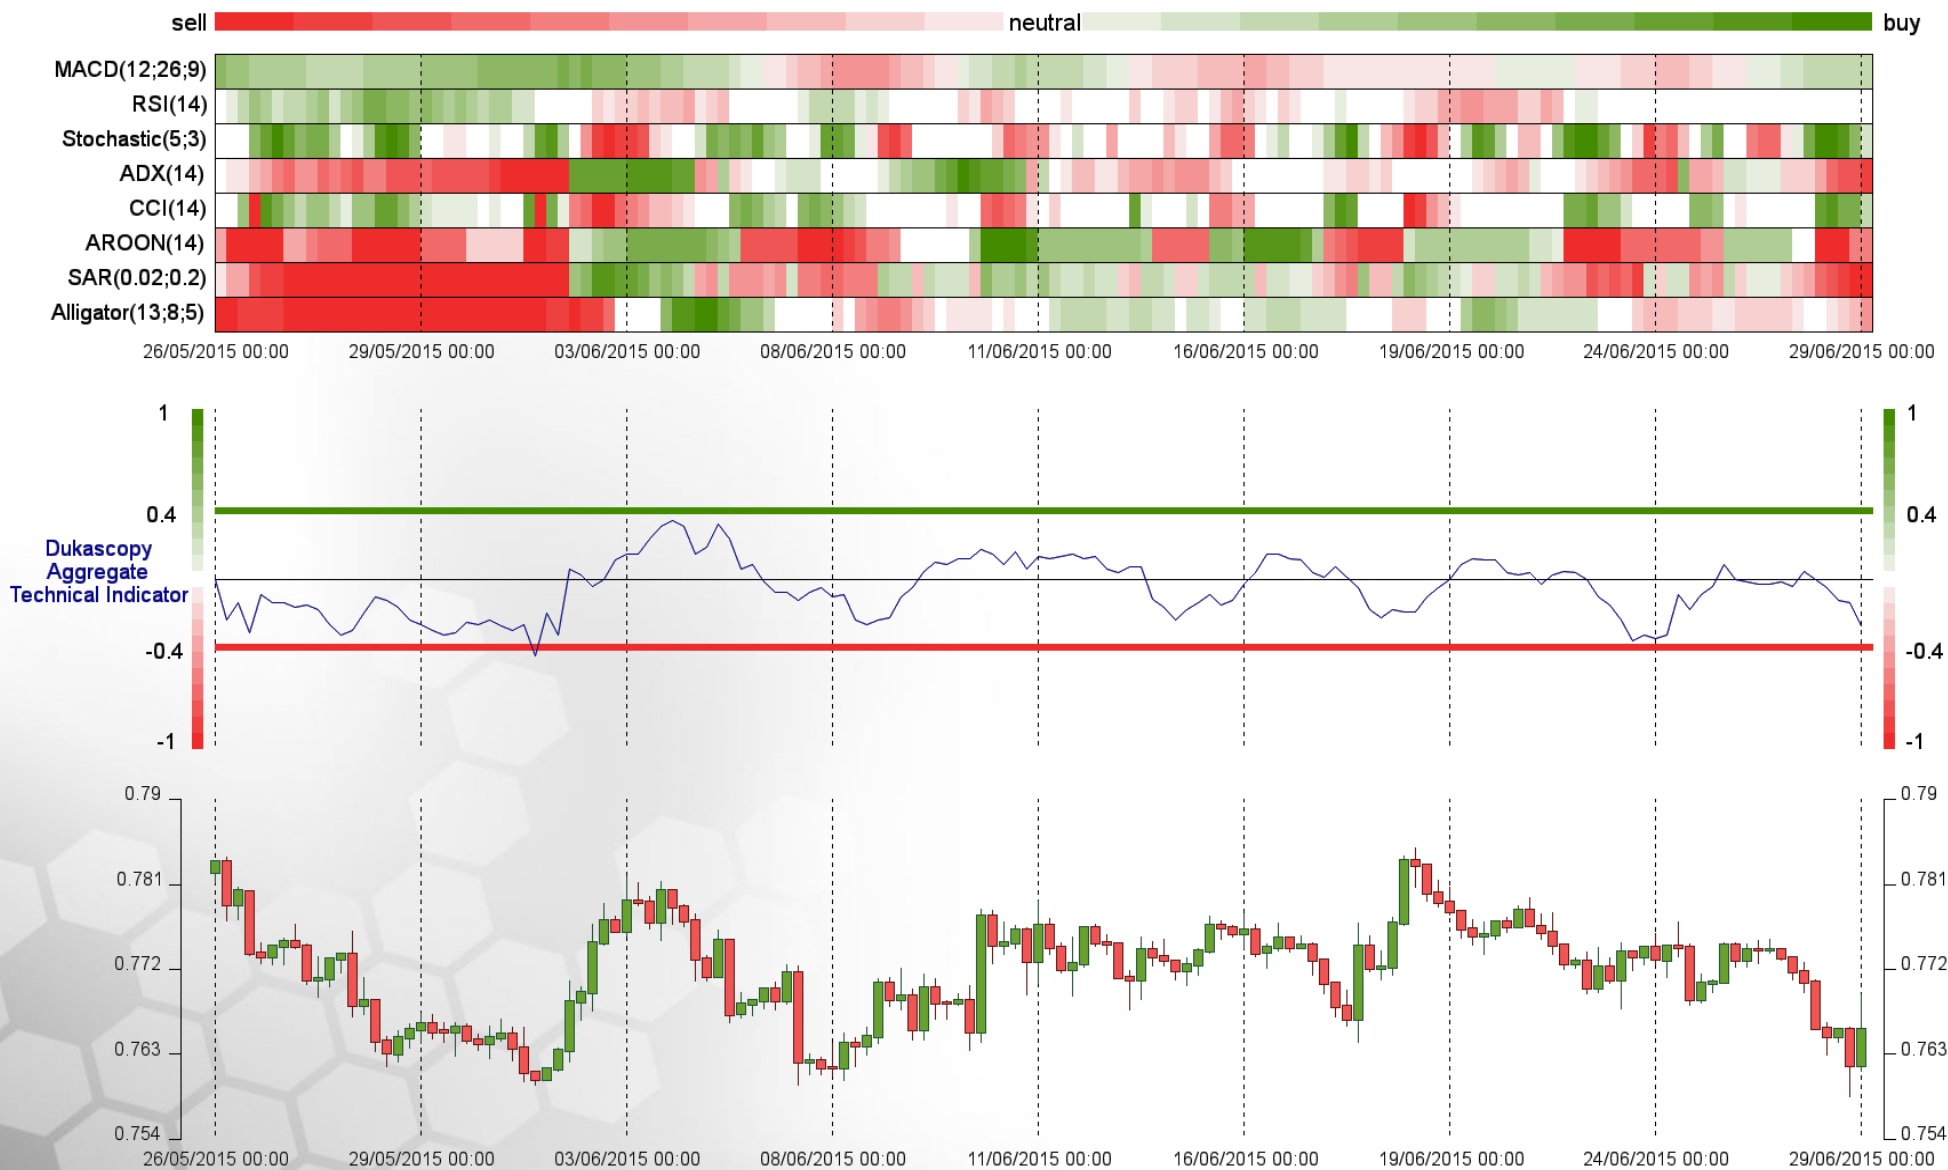 sell neutral buy
MACD(12;26;9)
RSI(14)
Stochastic(5;3)
ADX(14)
CCI(14)
AROON(14)
SAR(0.02;0.2)
Alligator(13;8;5)
26/05/2015 00:00 29/05/2015 00:00 03/06/2015 00:00 08/06/2015 00:00 11/06/2015 00:00 16/06/2015 00:00 19/06/2015 00:00 24/06/2015 00:00 29/06/2015 00:00
1 1
0.4 0.4
Dukascopy
Aggregate
Technical Indicator
-0.4 -0.4
-1 -1
0.79 0.79
0.781 0.781
0.772 0.772
0.763 0.763
0.754 0.754
26/05/2015 00:00 29/05/2015 00:00 03/06/2015 00:00 08/06/2015 00:00 11/06/2015 00:00 16/06/2015 00:00 19/06/2015 00:00 24/06/2015 00:00 29/06/2015 00:00